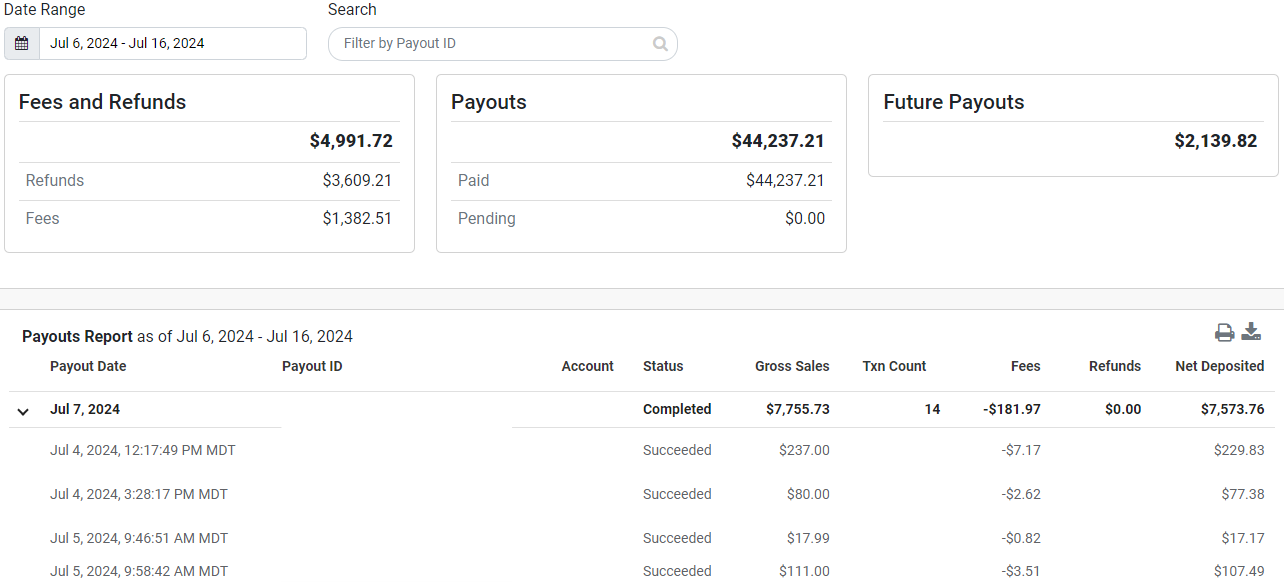 Date Range Search
Jul 6, 2024 - Jul 16, 2024 Filter by Payout ID
Fees and Refunds Payouts Future Payouts
$4,991.72 $44,237.21 $2,139.82
Refunds $3,609.21 Paid $44,237.21
Fees $1,382.51 Pending $0.00
Payouts Report as of Jul 6, 2024 - Jul 16, 2024
Payout Date Payout ID Account Status Gross Sales Txn Count Fees Refunds Net Deposited
Jul 7, 2024 Completed $7,755.73 14 -$181.97 $0.00 $7,573.76
Jul 4, 2024, 12:17:49 PM MDT Succeeded $237.00 -$7.17 $229.83
Jul 4, 2024, 3:28:17 PM MDT Succeeded $80.00 -$2.62 $77.38
Jul 5, 2024, 9:46:51 AM MDT Succeeded $17.99 -$0.82 $17.17
Jul 5, 2024, 9:58:42 AM MDT Succeeded $111.00 -$3.51 $107.49